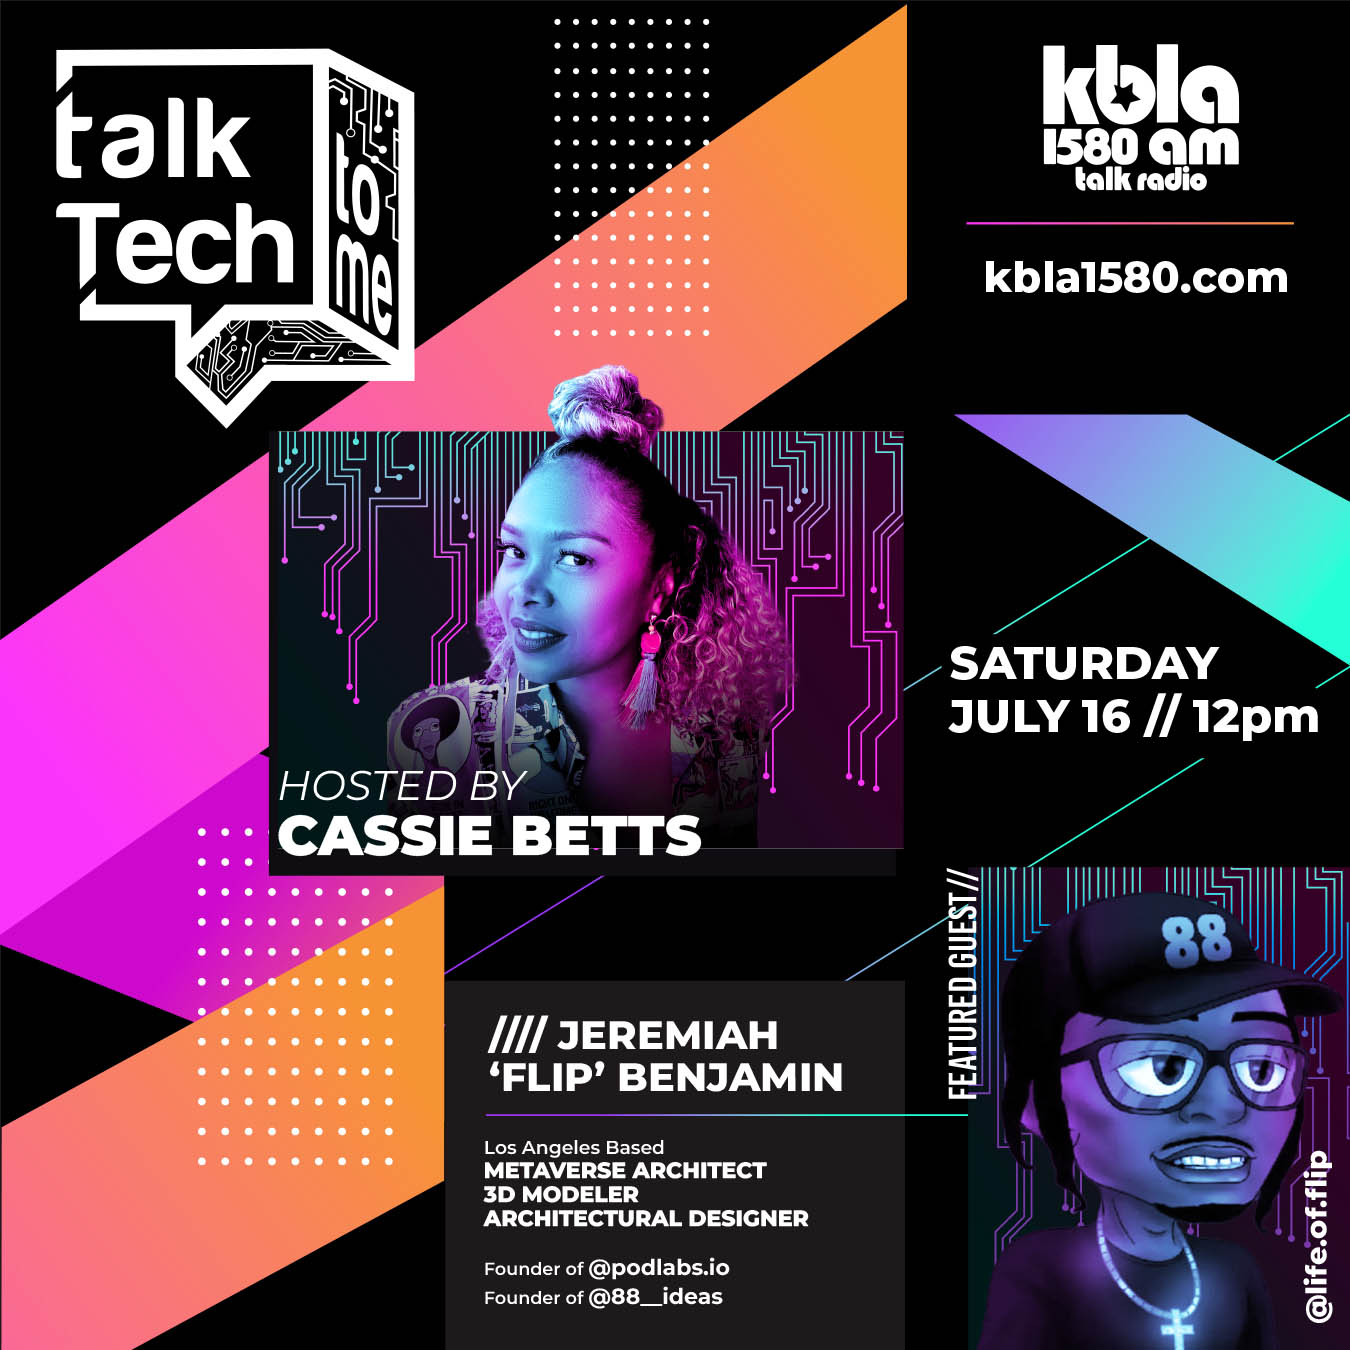 talk
Tech
to
me
kbla
1580 am
talk radio
kbla1580.com
HOSTED BY
CASSIE BETTS
SATURDAY
JULY 16 // 12pm
FEATURED GUEST//
88
//// JEREMIAH
‘FLIP’ BENJAMIN
Los Angeles Based
METAVERSE ARCHITECT
3D MODELER
ARCHITECTURAL DESIGNER
Founder of @podlabs.io
Founder of @88__ideas
@life.of.flip
RIGHT ON